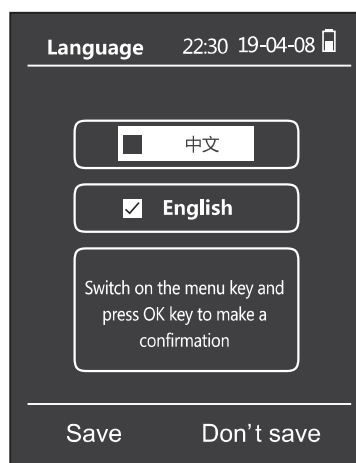 Language 22:30 19-04-08
中文
English
Switch on the menu key and
press OK key to make a
confirmation
Save Don't save